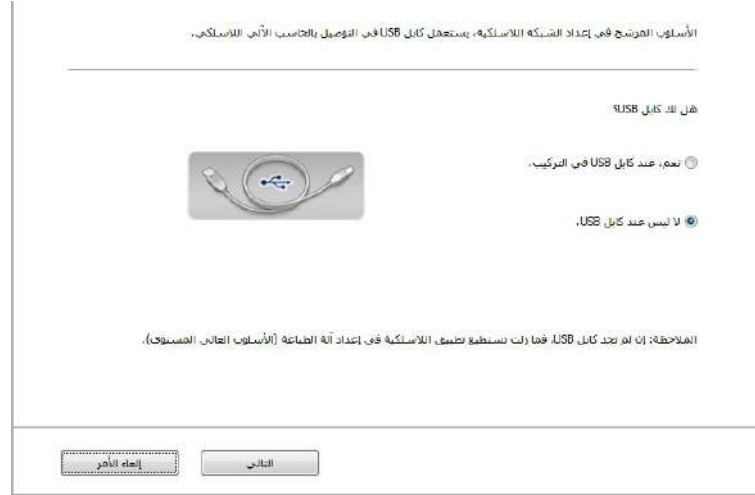 الأسلوب المرشح في إعداد الشبكة اللاسلكية، يستعمل كابل USB في التوصيل بالحاسب الآلي اللاسلكي.
هل لك كابل USB؟
نعم، عند كابل USB في التركيب.
لا ليس عند كابل USB.
الملاحظة: إن لم تجد كابل USB، فما زلت تستطيع تطبيق اللاسلكية في إعداد آلة الطباعة (الأسلوب العالي المستوى).
التالي
إلغاء الأمر